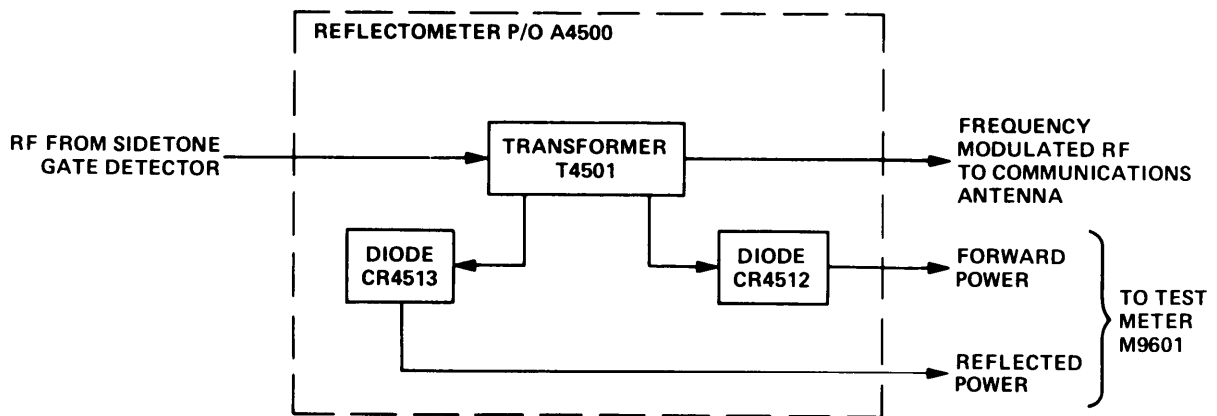 REFLECTOMETER P/O A4500
RF FROM SIDETONE
GATE DETECTOR
TRANSFORMER
T4501
FREQUENCY
MODULATED RF
TO COMMUNICATIONS
ANTENNA
DIODE
CR4513
DIODE
CR4512
FORWARD
POWER
REFLECTED
POWER
TO TEST
METER
M9601